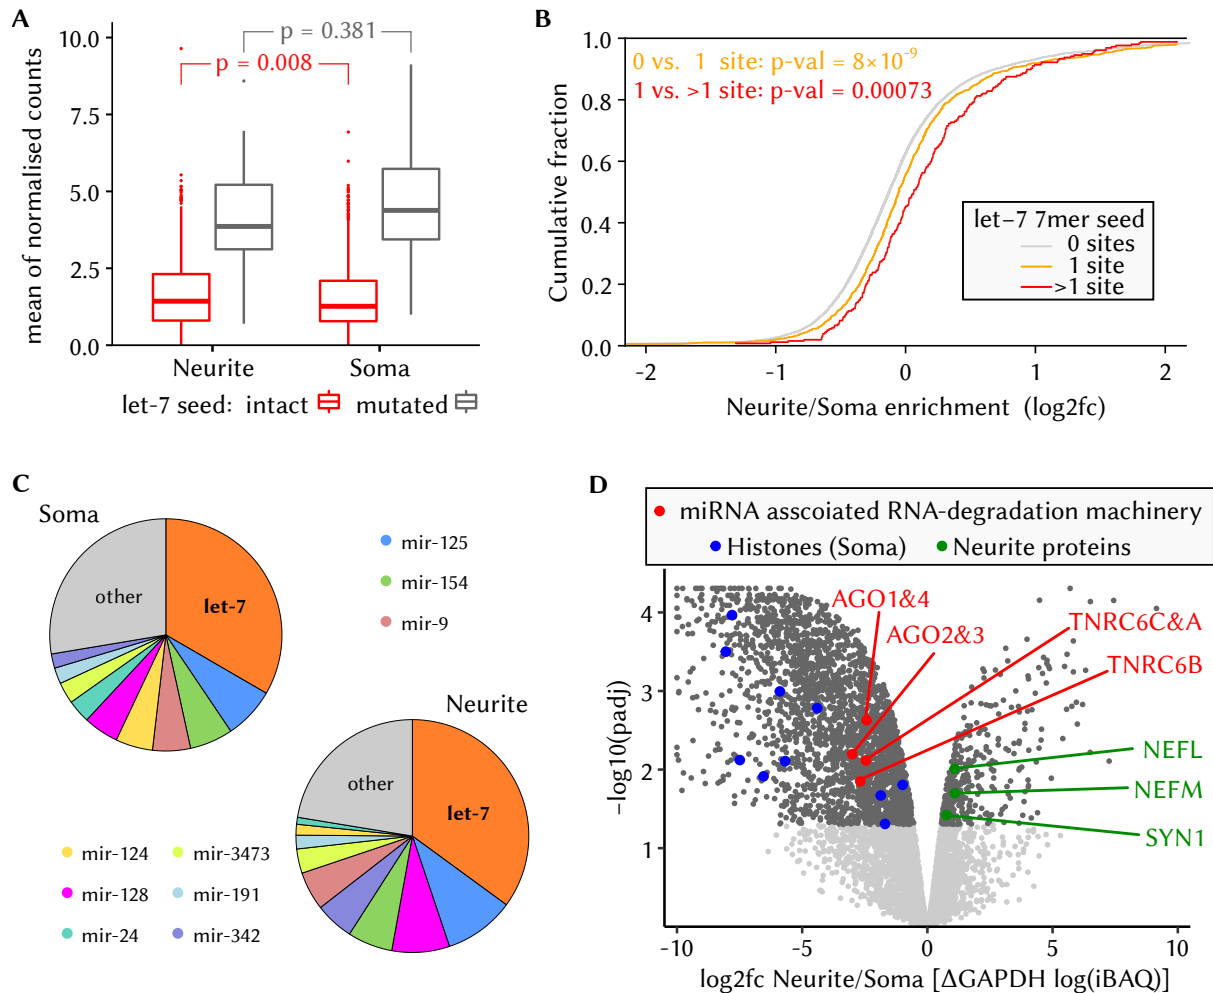 A
mean of normalised counts
10.0
7.5
5.0
2.5
0.0
p = 0.381
p = 0.008
Neurite
Soma
let-7 seed: intact mutated
B
Cumulative fraction
1.0
0.8
0.6
0.4
0.2
0.0
0 vs. 1 site: p-val = 8×10⁻⁹
1 vs. >1 site: p-val = 0.00073
let−7 7mer seed
0 sites
1 site
>1 site
-2
-1
0
1
2
Neurite/Soma enrichment (log2fc)
C
Soma
other
let-7
mir-125
mir-154
mir-9
Neurite
other
let-7
mir-124
mir-3473
mir-128
mir-191
mir-24
mir-342
D
miRNA asscoiated RNA-degradation machinery
Histones (Soma)
Neurite proteins
−log10(padj)
4
3
2
1
AGO1&4
AGO2&3
TNRC6C&A
TNRC6B
NEFL
NEFM
SYN1
-10
-5
0
5
10
log2fc Neurite/Soma [ΔGAPDH log(iBAQ)]